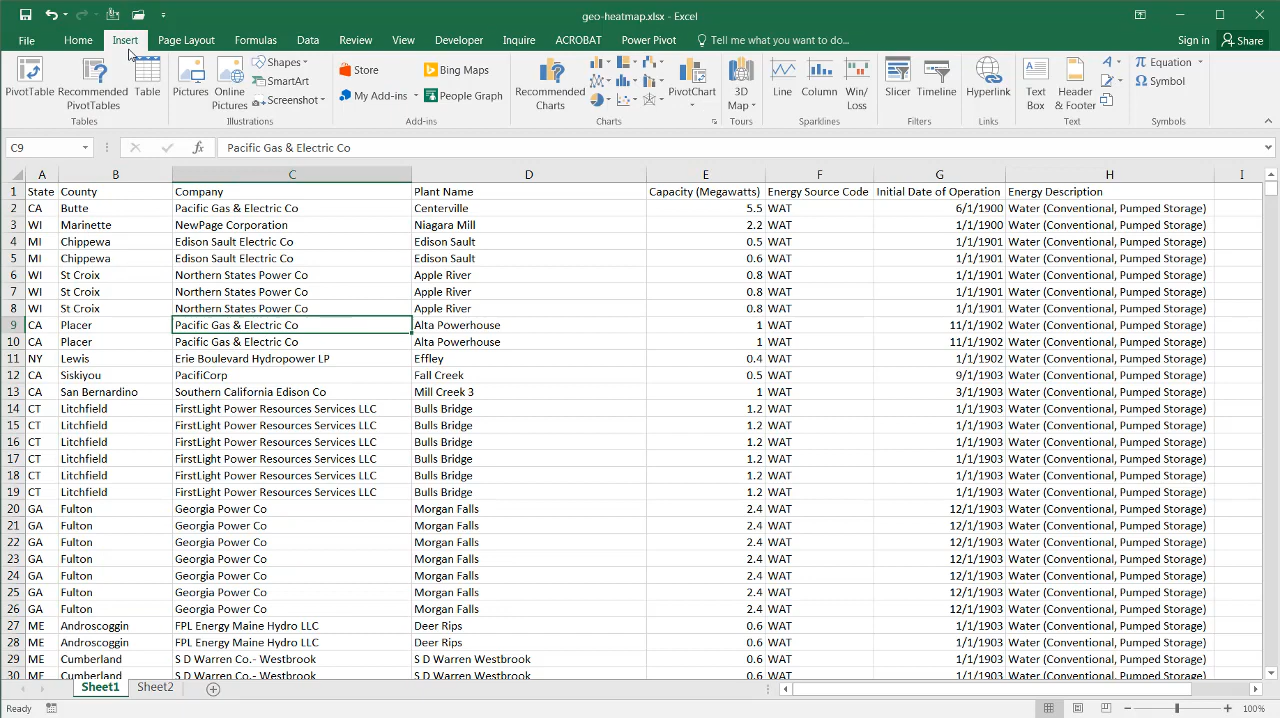 geo-heatmap.xlsx - Excel
File Home Insert Page Layout Formulas Data Review View Developer Inquire ACROBAT Power Pivot Tell me what you want to do... Sign in Share
PivotTable Recommended PivotTables Table
Pictures Online Pictures Shapes SmartArt Screenshot
Store My Add-ins Bing Maps People Graph
Recommended Charts PivotChart 3D Map
Line Column Win/Loss
Slicer Timeline Hyperlink Text Box Header & Footer Equation Symbol
Tables Illustrations Add-ins Charts Tours Sparklines Filters Links Text Symbols
C9 fx Pacific Gas & Electric Co
A B C D E F G H I
1 State County Company Plant Name Capacity (Megawatts) Energy Source Code Initial Date of Operation Energy Description
2 CA Butte Pacific Gas & Electric Co Centerville 5.5 WAT 6/1/1900 Water (Conventional, Pumped Storage)
3 WI Marinette NewPage Corporation Niagara Mill 2.2 WAT 1/1/1900 Water (Conventional, Pumped Storage)
4 MI Chippewa Edison Sault Electric Co Edison Sault 0.5 WAT 1/1/1901 Water (Conventional, Pumped Storage)
5 MI Chippewa Edison Sault Electric Co Edison Sault 0.6 WAT 1/1/1901 Water (Conventional, Pumped Storage)
6 WI St Croix Northern States Power Co Apple River 0.8 WAT 1/1/1901 Water (Conventional, Pumped Storage)
7 WI St Croix Northern States Power Co Apple River 0.8 WAT 1/1/1901 Water (Conventional, Pumped Storage)
8 WI St Croix Northern States Power Co Apple River 0.8 WAT 1/1/1901 Water (Conventional, Pumped Storage)
9 CA Placer Pacific Gas & Electric Co Alta Powerhouse 1 WAT 11/1/1902 Water (Conventional, Pumped Storage)
10 CA Placer Pacific Gas & Electric Co Alta Powerhouse 1 WAT 11/1/1902 Water (Conventional, Pumped Storage)
11 NY Lewis Erie Boulevard Hydropower LP Effley 0.4 WAT 1/1/1902 Water (Conventional, Pumped Storage)
12 CA Siskiyou PacifiCorp Fall Creek 0.5 WAT 9/1/1903 Water (Conventional, Pumped Storage)
13 CA San Bernardino Southern California Edison Co Mill Creek 3 1 WAT 3/1/1903 Water (Conventional, Pumped Storage)
14 CT Litchfield FirstLight Power Resources Services LLC Bulls Bridge 1.2 WAT 1/1/1903 Water (Conventional, Pumped Storage)
15 CT Litchfield FirstLight Power Resources Services LLC Bulls Bridge 1.2 WAT 1/1/1903 Water (Conventional, Pumped Storage)
16 CT Litchfield FirstLight Power Resources Services LLC Bulls Bridge 1.2 WAT 1/1/1903 Water (Conventional, Pumped Storage)
17 CT Litchfield FirstLight Power Resources Services LLC Bulls Bridge 1.2 WAT 1/1/1903 Water (Conventional, Pumped Storage)
18 CT Litchfield FirstLight Power Resources Services LLC Bulls Bridge 1.2 WAT 1/1/1903 Water (Conventional, Pumped Storage)
19 CT Litchfield FirstLight Power Resources Services LLC Bulls Bridge 1.2 WAT 1/1/1903 Water (Conventional, Pumped Storage)
20 GA Fulton Georgia Power Co Morgan Falls 2.4 WAT 12/1/1903 Water (Conventional, Pumped Storage)
21 GA Fulton Georgia Power Co Morgan Falls 2.4 WAT 12/1/1903 Water (Conventional, Pumped Storage)
22 GA Fulton Georgia Power Co Morgan Falls 2.4 WAT 12/1/1903 Water (Conventional, Pumped Storage)
23 GA Fulton Georgia Power Co Morgan Falls 2.4 WAT 12/1/1903 Water (Conventional, Pumped Storage)
24 GA Fulton Georgia Power Co Morgan Falls 2.4 WAT 12/1/1903 Water (Conventional, Pumped Storage)
25 GA Fulton Georgia Power Co Morgan Falls 2.4 WAT 12/1/1903 Water (Conventional, Pumped Storage)
26 GA Fulton Georgia Power Co Morgan Falls 2.4 WAT 12/1/1903 Water (Conventional, Pumped Storage)
27 ME Androscoggin FPL Energy Maine Hydro LLC Deer Rips 0.6 WAT 1/1/1903 Water (Conventional, Pumped Storage)
28 ME Androscoggin FPL Energy Maine Hydro LLC Deer Rips 0.6 WAT 1/1/1903 Water (Conventional, Pumped Storage)
29 ME Cumberland S D Warren Co.- Westbrook S D Warren Westbrook 0.6 WAT 1/1/1903 Water (Conventional, Pumped Storage)
30 ME Cumberland S D Warren Co.- Westbrook S D Warren Westbrook 0.6 WAT 1/1/1903 Water (Conventional, Pumped Storage)
Sheet1 Sheet2
Ready 100%